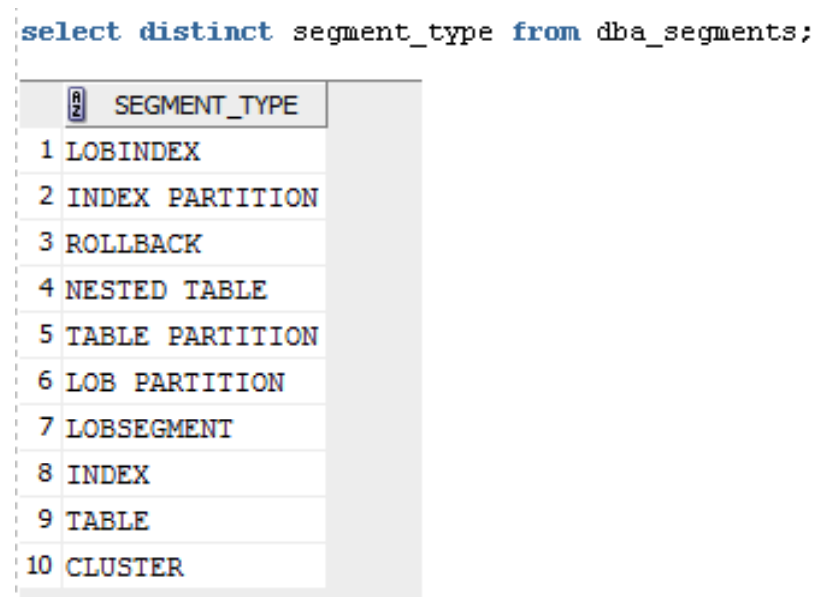 select distinct segment_type from dba_segments;
SEGMENT_TYPE
1 LOBINDEX
2 INDEX PARTITION
3 ROLLBACK
4 NESTED TABLE
5 TABLE PARTITION
6 LOB PARTITION
7 LOBSEGMENT
8 INDEX
9 TABLE
10 CLUSTER